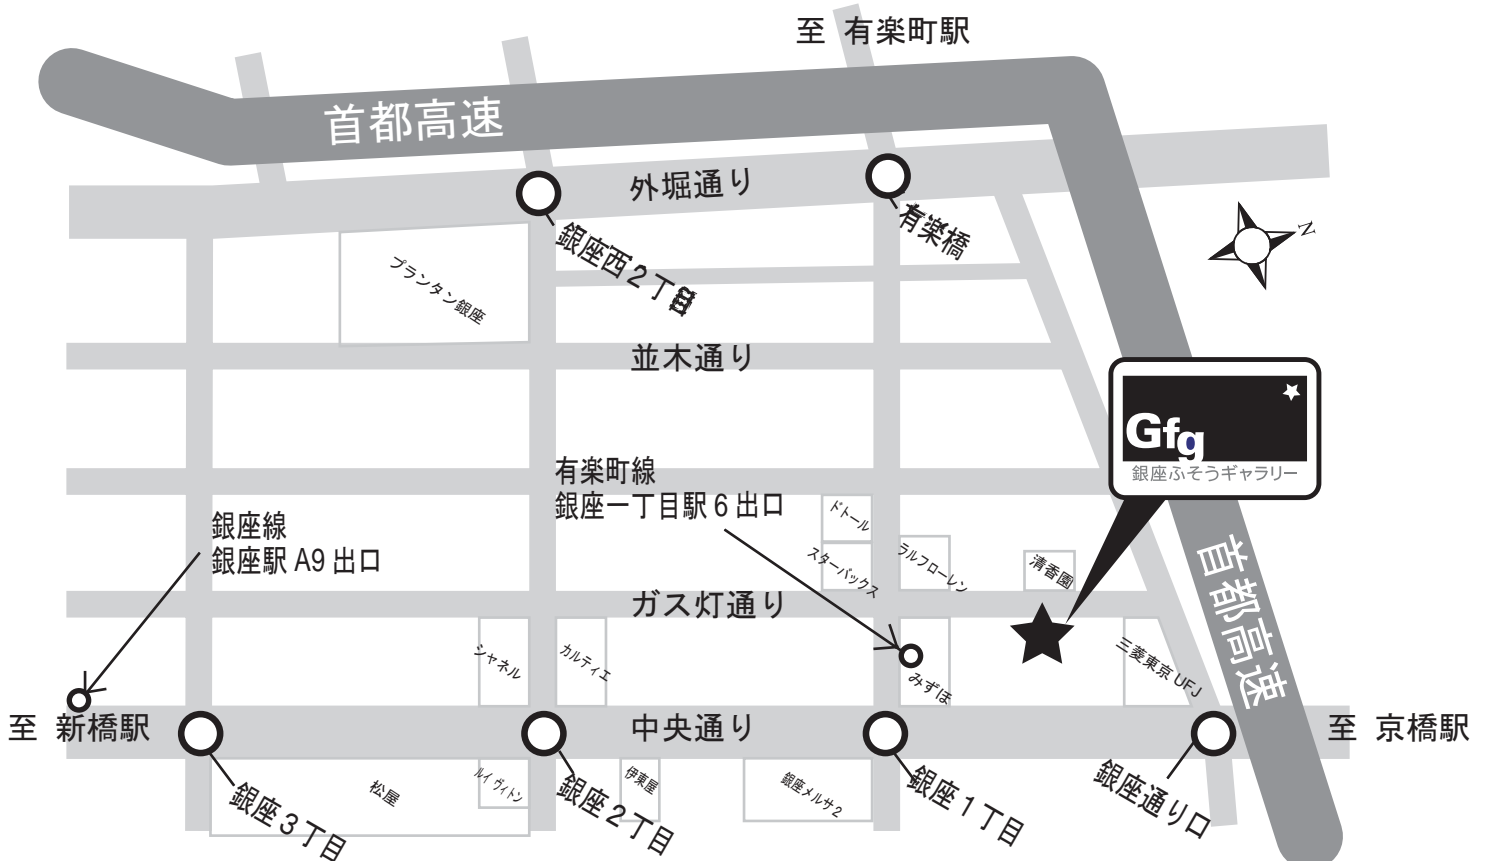 至 有楽町駅
首都高速
外堀通り
銀座西２丁目
有楽橋
N
プランタン銀座
並木通り
Gfg
銀座ふそうギャラリー
有楽町線
銀座一丁目駅 6 出口
銀座線
銀座駅 A9 出口
ドトール
スターバックス
ラルフローレン
清香園
首都高速
ガス灯通り
シャネル
カルティエ
みずほ
三菱東京 UFJ
至 新橋駅
中央通り
至 京橋駅
松屋
ルイ ヴィトン
伊東屋
銀座メルサ2
銀座３丁目
銀座２丁目
銀座１丁目
銀座通り口